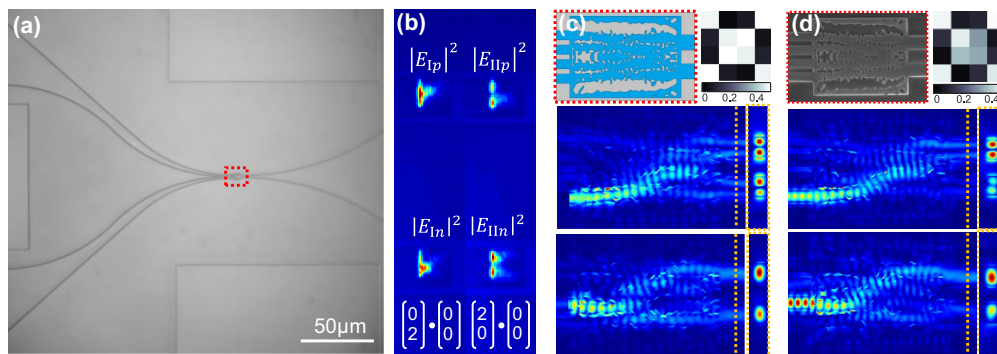 (a)
50μm
(b)
|E_Ip|² |E_IIp|²
|E_In|² |E_IIn|²
(0 2)•(0 0) (2 0)•(0 0)
(c)
0 0.2 0.4
(d)
0 0.2 0.4